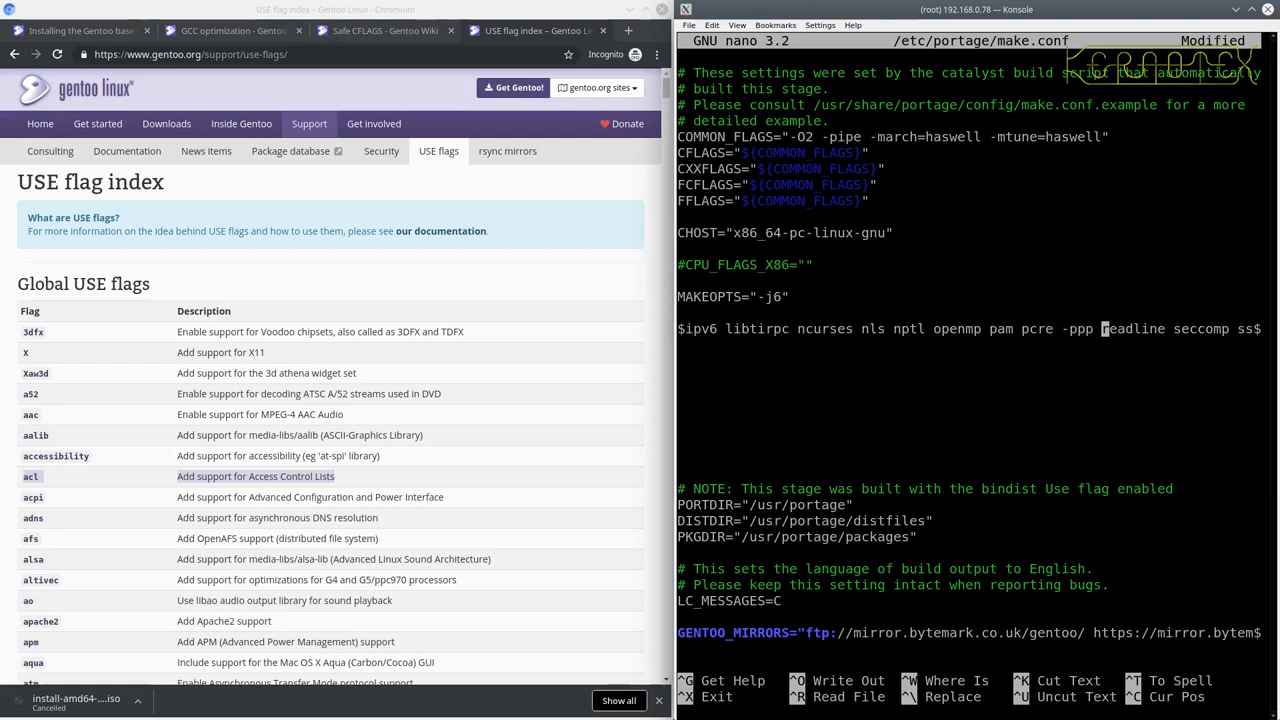 USE flag index – Gentoo Linux - Chromium
Installing the Gentoo base
GCC optimization - Gentoo
Safe CFLAGS - Gentoo Wiki
USE flag index – Gentoo Lin
https://www.gentoo.org/support/use-flags/
Incognito
gentoo linux
Get Gentoo!
gentoo.org sites
Home
Get started
Downloads
Inside Gentoo
Support
Get involved
Donate
Consultants
Documentation
News items
Package database
Security
USE flags
rsync mirrors
USE flag index
What are USE flags?
For more information on the idea behind USE flags and how to use them, please see our documentation.
Global USE flags
Flag Description
3dfx Enable support for Voodoo chipsets, also called as 3DFX and TDFX
X Add support for X11
Xaw3d Add support for the 3d athena widget set
a52 Enable support for decoding ATSC A/52 streams used in DVD
aac Enable support for MPEG-4 AAC Audio
aalib Add support for media-libs/aalib (ASCII-Graphics Library)
accessibility Add support for accessibility (eg 'at-spi' library)
acl Add support for Access Control Lists
acpi Add support for Advanced Configuration and Power Interface
adns Add support for asynchronous DNS resolution
afs Add OpenAFS support (distributed file system)
alsa Add support for media-libs/alsa-lib (Advanced Linux Sound Architecture)
altivec Add support for optimizations for G4 and G5/ppc970 processors
ao Use libao audio output library for sound playback
apache2 Add Apache2 support
apm Add APM (Advanced Power Management) support
aqua Include support for the Mac OS X Aqua (Carbon/Cocoa) GUI
atm Enable Asynchronous Transfer Mode protocol support
install-amd64-....iso
Cancelled
Show all
(root) 192.168.0.78 — Konsole
File Edit View Bookmarks Settings Help
GNU nano 3.2 /etc/portage/make.conf Modified
KERNOTEX
# These settings were set by the catalyst build script that automatically
# built this stage.
# Please consult /usr/share/portage/config/make.conf.example for a more
# detailed example.
COMMON_FLAGS="-O2 -pipe -march=haswell -mtune=haswell"
CFLAGS="${COMMON_FLAGS}"
CXXFLAGS="${COMMON_FLAGS}"
FCFLAGS="${COMMON_FLAGS}"
FFLAGS="${COMMON_FLAGS}"
CHOST="x86_64-pc-linux-gnu"
#CPU_FLAGS_X86=""
MAKEOPTS="-j6"
$ipv6 libtirpc ncurses nls nptl openmp pam pcre -ppp readline seccomp ss$
# NOTE: This stage was built with the bindist Use flag enabled
PORTDIR="/usr/portage"
DISTDIR="/usr/portage/distfiles"
PKGDIR="/usr/portage/packages"
# This sets the language of build output to English.
# Please keep this setting intact when reporting bugs.
LC_MESSAGES=C
GENTOO_MIRRORS="ftp://mirror.bytemark.co.uk/gentoo/ https://mirror.bytem$
^G Get Help ^O Write Out ^W Where Is ^K Cut Text ^T To Spell
^X Exit ^R Read File ^\ Replace ^U Uncut Text ^C Cur Pos